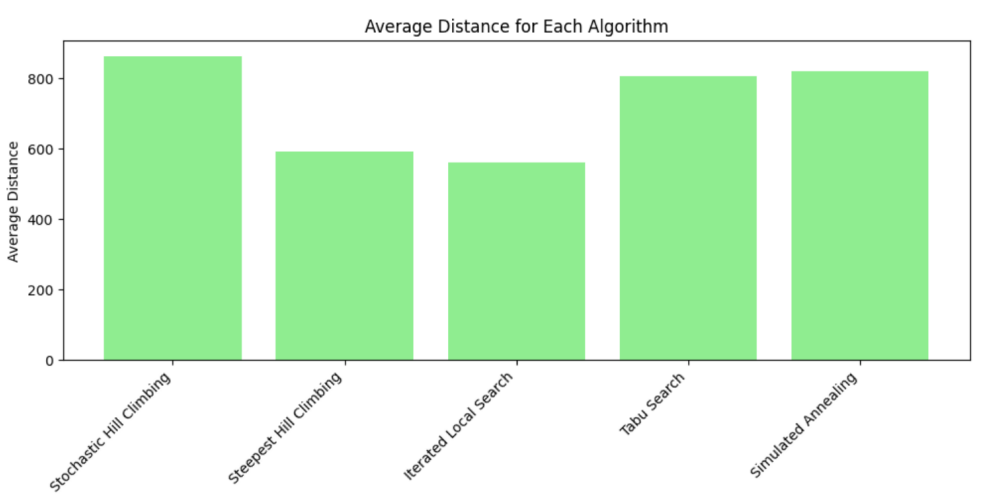 Average Distance for Each Algorithm
Average Distance
800
600
400
200
0
Stochastic Hill Climbing
Steepest Hill Climbing
Iterated Local Search
Tabu Search
Simulated Annealing